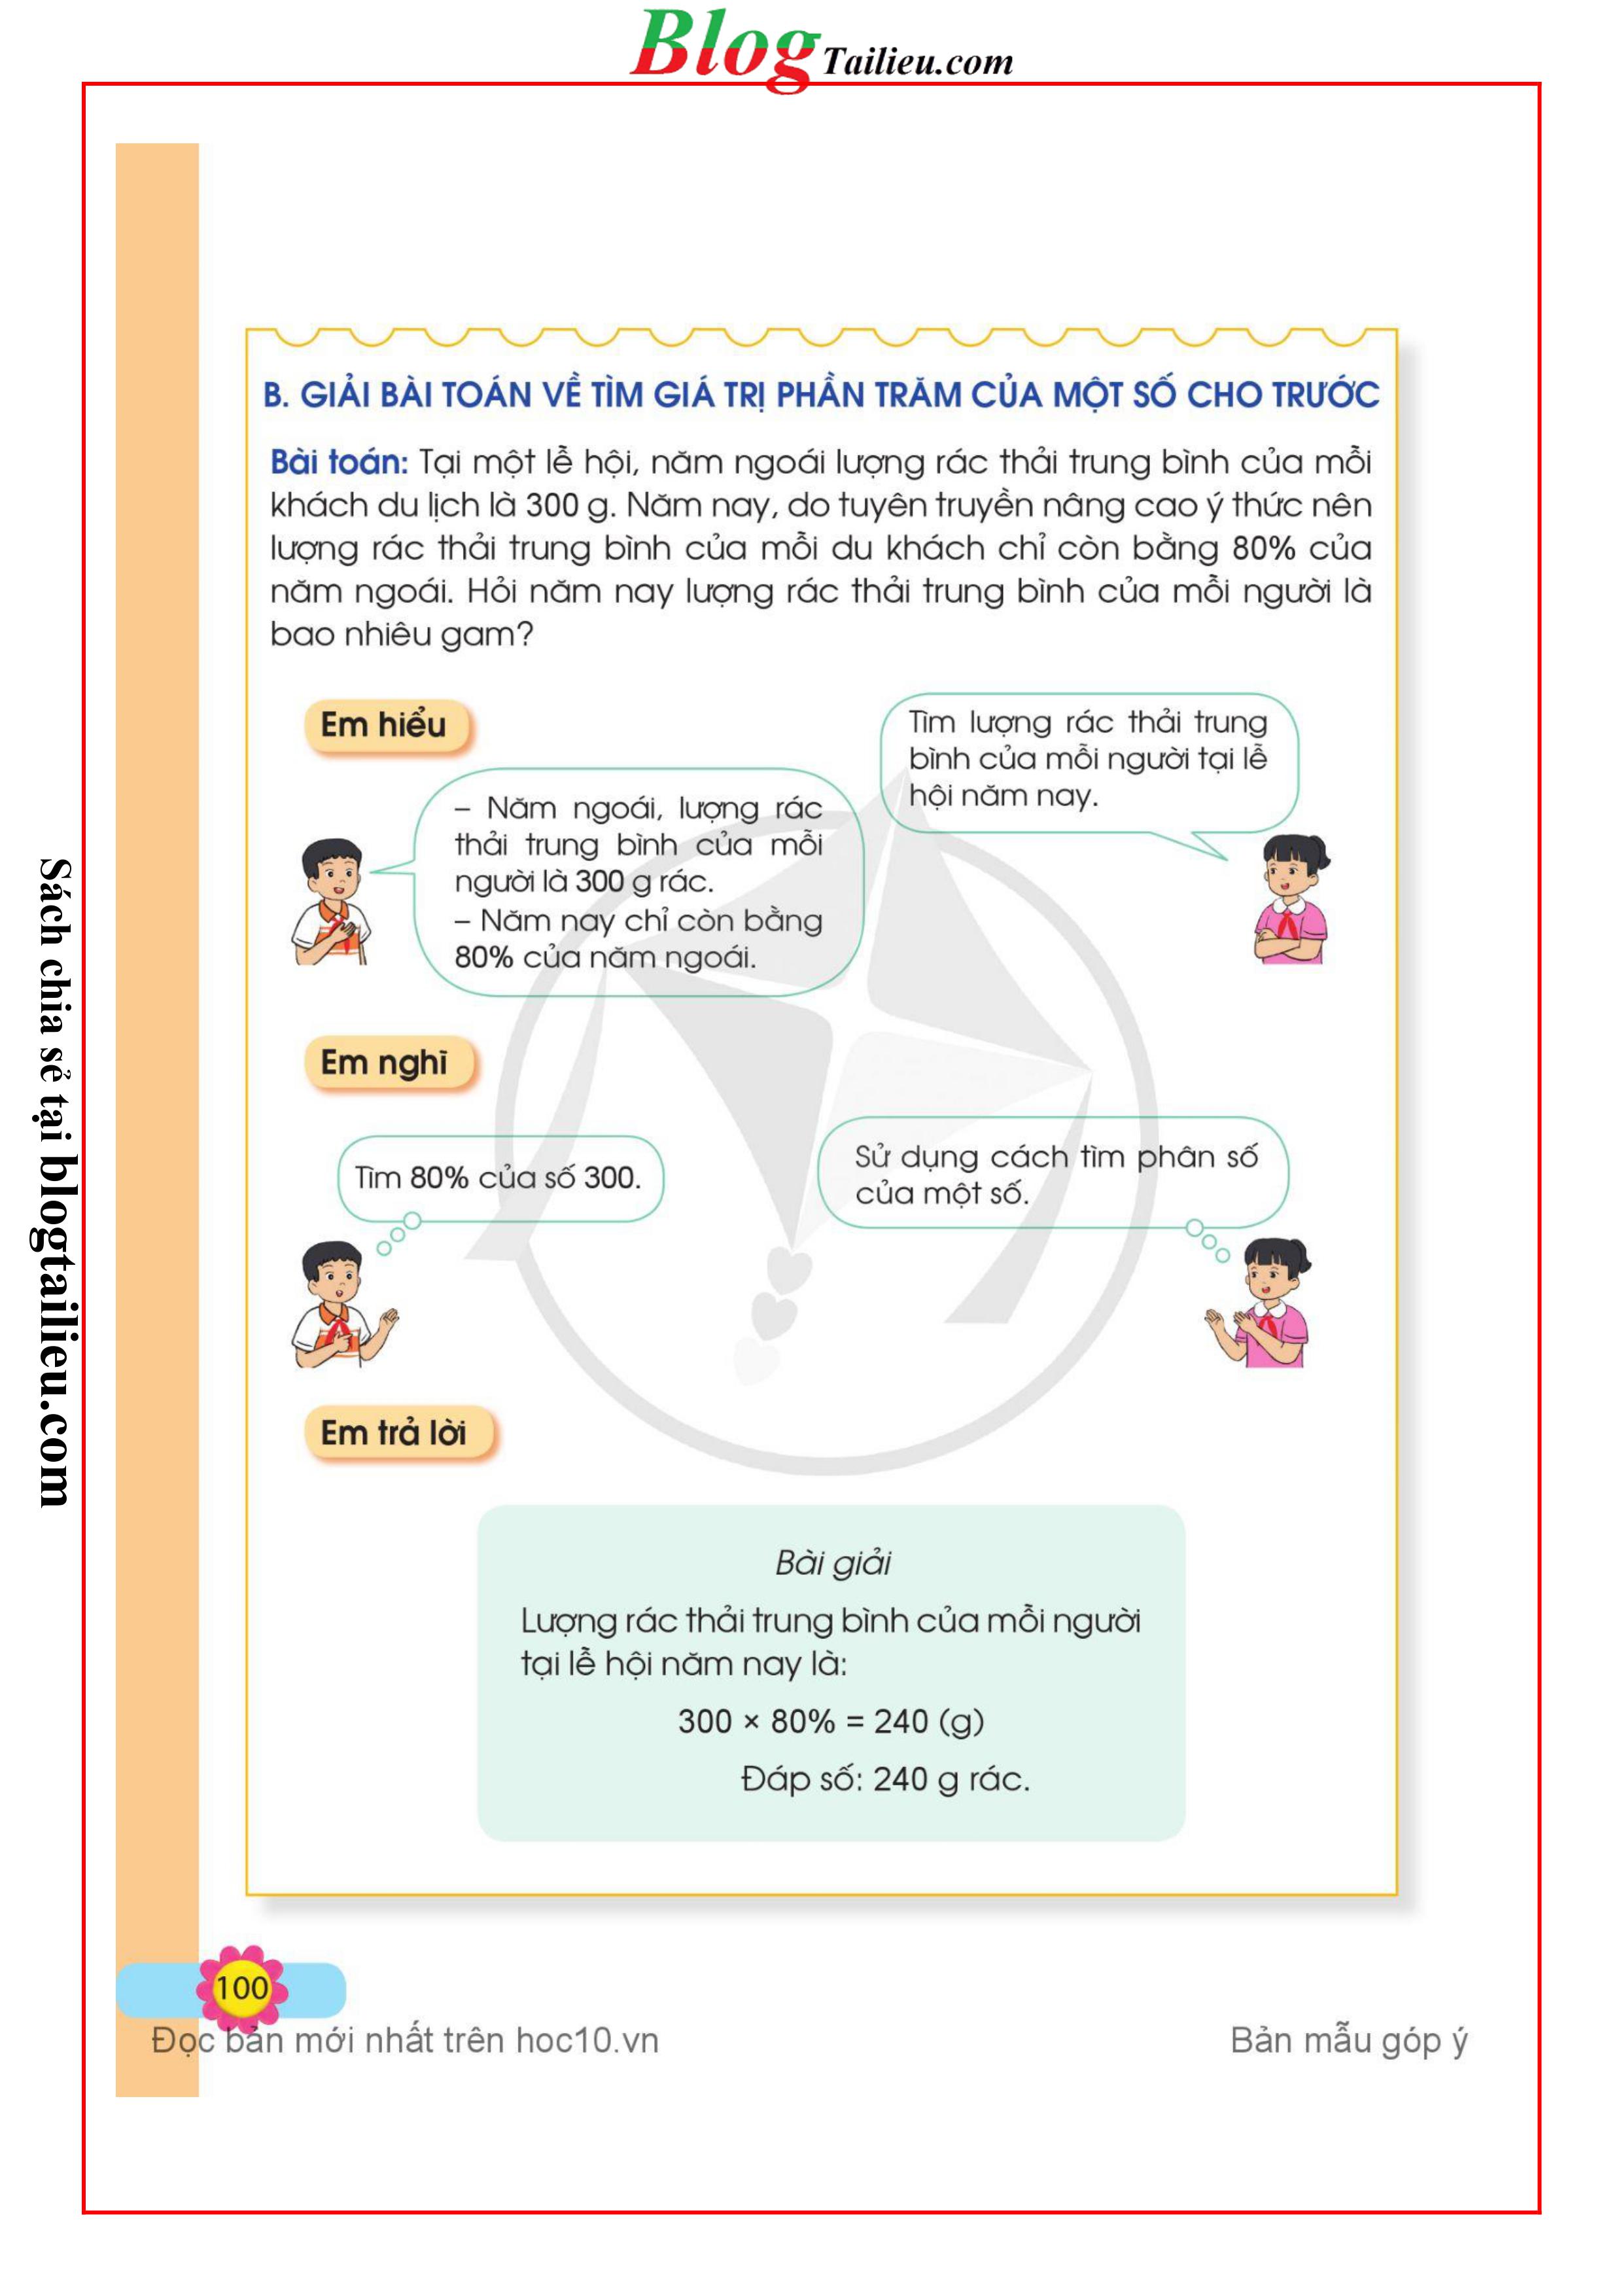 Blog Tailieu.com
B. GIẢI BÀI TOÁN VỀ TÌM GIÁ TRỊ PHẦN TRĂM CỦA MỘT SỐ CHO TRƯỚC
Bài toán: Tại một lễ hội, năm ngoái lượng rác thải trung bình của mỗi
khách du lịch là 300 g. Năm nay, do tuyên truyền nâng cao ý thức nên
lượng rác thải trung bình của mỗi du khách chỉ còn bằng 80% của
năm ngoái. Hỏi năm nay lượng rác thải trung bình của mỗi người là
bao nhiêu gam?
Em hiểu
– Năm ngoái, lượng rác
thải trung bình của mỗi
người là 300 g rác.
– Năm nay chỉ còn bằng
80% của năm ngoái.
Tìm lượng rác thải trung
bình của mỗi người tại lễ
hội năm nay.
Em nghĩ
Tìm 80% của số 300.
Sử dụng cách tìm phân số
của một số.
Em trả lời
Bài giải
Lượng rác thải trung bình của mỗi người
tại lễ hội năm nay là:
300 × 80% = 240 (g)
Đáp số: 240 g rác.
100
Đọc bản mới nhất trên hoc10.vn
Bản mẫu góp ý
Sách chia sẻ tại blogtailieu.com